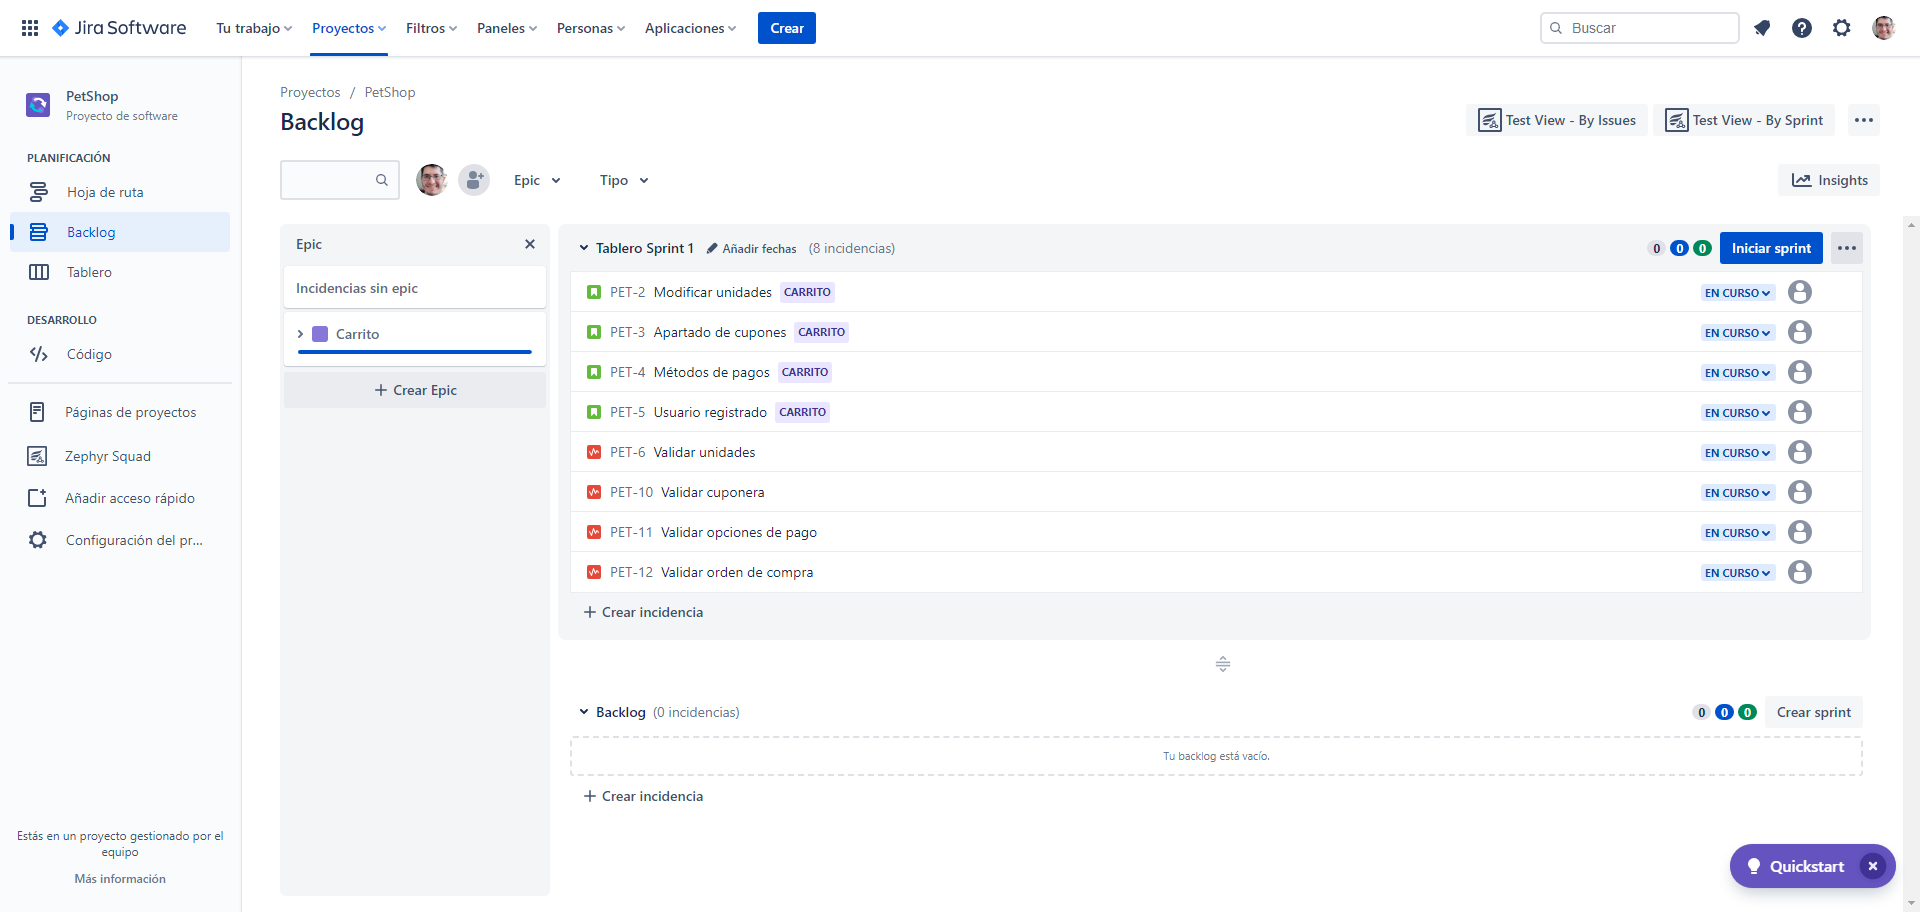 Jira Software Tu trabajo Proyectos Filtros Paneles Personas Aplicaciones Crear Buscar
PetShop
Proyecto de software
PLANIFICACIÓN
Hoja de ruta
Backlog
Tablero
DESARROLLO
Código
Páginas de proyectos
Zephyr Squad
Añadir acceso rápido
Configuración del pr...
Estás en un proyecto gestionado por el
equipo
Más información
Proyectos / PetShop
Backlog
Test View - By Issues Test View - By Sprint
Epic Tipo Insights
Epic
Incidencias sin epic
Carrito
Crear Epic
Tablero Sprint 1 Añadir fechas (8 incidencias) 0 0 0 Iniciar sprint
PET-2 Modificar unidades CARRITO EN CURSO
PET-3 Apartado de cupones CARRITO EN CURSO
PET-4 Métodos de pagos CARRITO EN CURSO
PET-5 Usuario registrado CARRITO EN CURSO
PET-6 Validar unidades EN CURSO
PET-10 Validar cuponera EN CURSO
PET-11 Validar opciones de pago EN CURSO
PET-12 Validar orden de compra EN CURSO
Crear incidencia
Backlog (0 incidencias) 0 0 0 Crear sprint
Tu backlog está vacío.
Crear incidencia
Quickstart